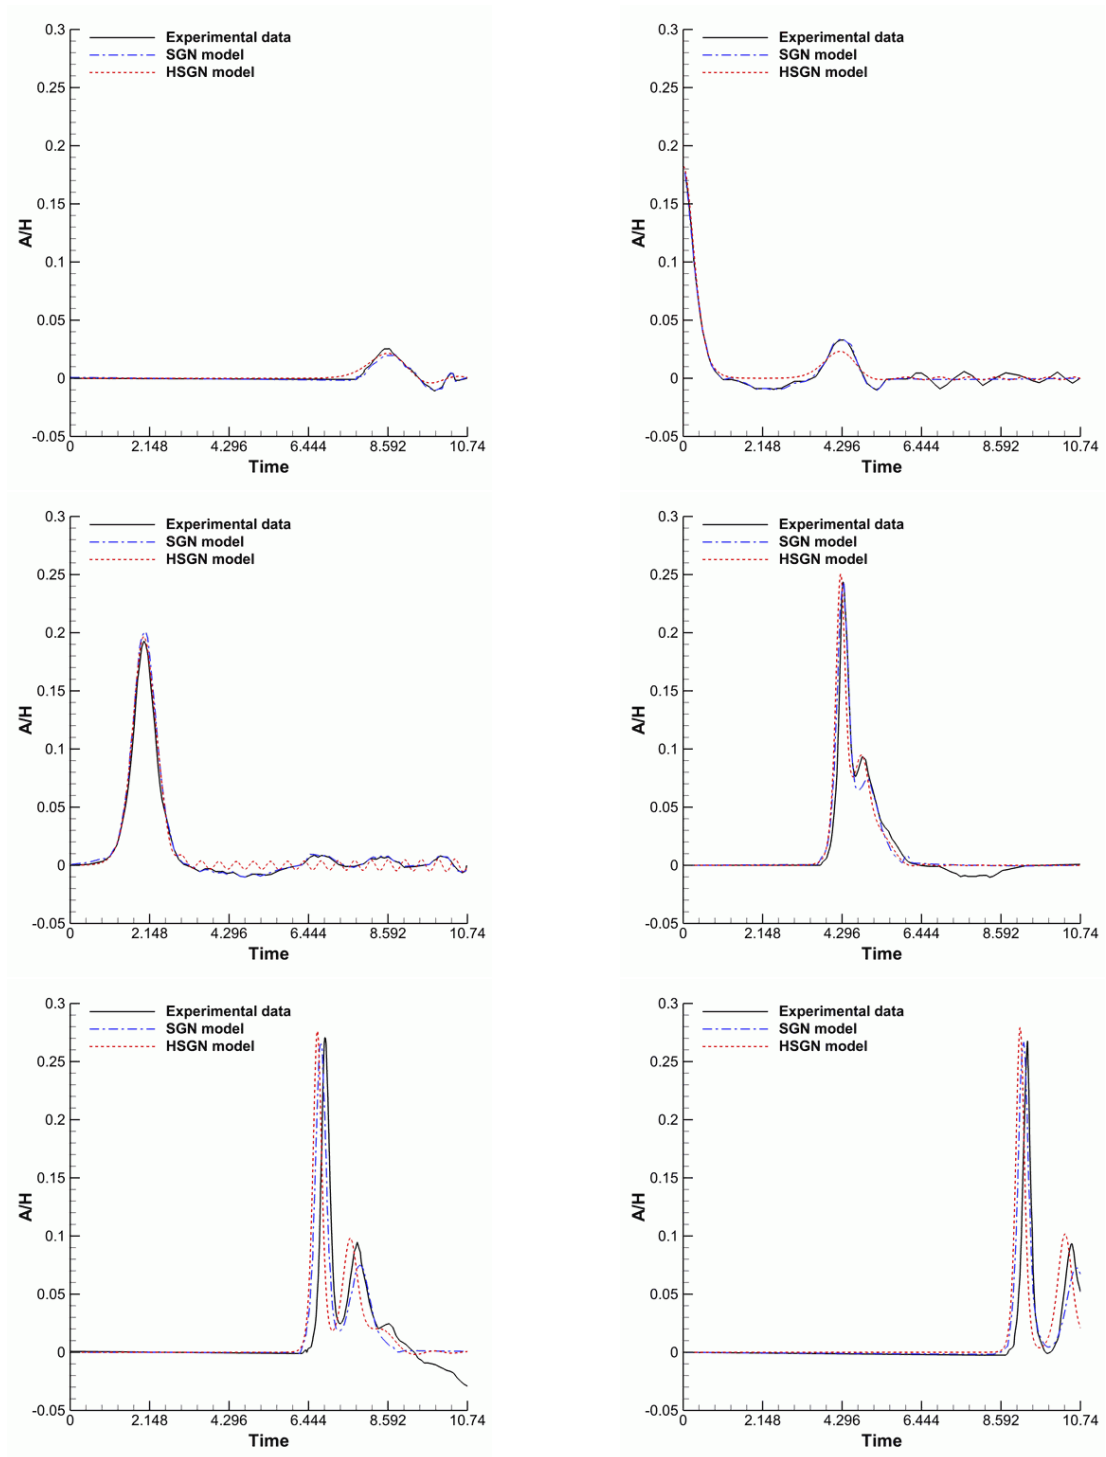 0.3
Experimental data
SGN model
HSGN model
0.25
0.2
0.15
A/H
0.1
0.05
0
-0.05
0 2.148 4.296 6.444 8.592 10.74
Time
0.3
Experimental data
SGN model
HSGN model
0.25
0.2
0.15
A/H
0.1
0.05
0
-0.05
0 2.148 4.296 6.444 8.592 10.74
Time
0.3
Experimental data
SGN model
HSGN model
0.25
0.2
0.15
A/H
0.1
0.05
0
-0.05
0 2.148 4.296 6.444 8.592 10.74
Time
0.3
Experimental data
SGN model
HSGN model
0.25
0.2
0.15
A/H
0.1
0.05
0
-0.05
0 2.148 4.296 6.444 8.592 10.74
Time
0.3
Experimental data
SGN model
HSGN model
0.25
0.2
0.15
A/H
0.1
0.05
0
-0.05
0 2.148 4.296 6.444 8.592 10.74
Time
0.3
Experimental data
SGN model
HSGN model
0.25
0.2
0.15
A/H
0.1
0.05
0
-0.05
0 2.148 4.296 6.444 8.592 10.74
Time